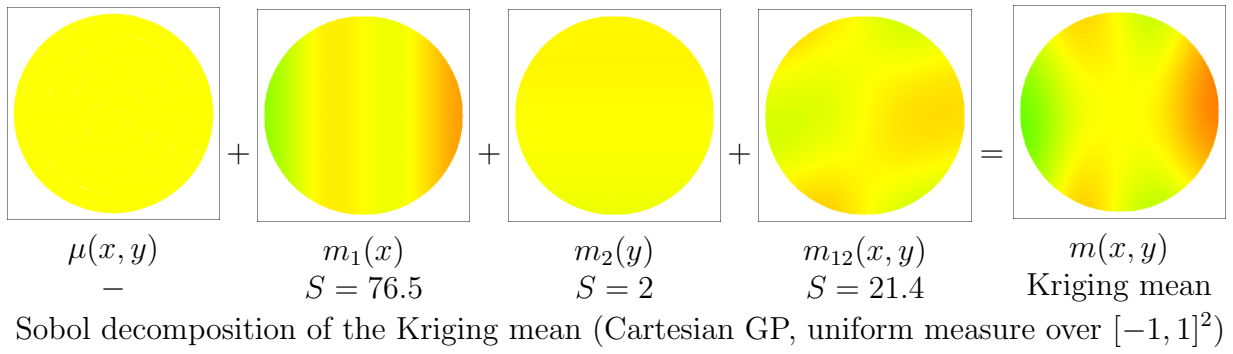 + + + =
μ(x, y) m₁(x) m₂(y) m₁₂(x, y) m(x, y)
− S = 76.5 S = 2 S = 21.4 Kriging mean
Sobol decomposition of the Kriging mean (Cartesian GP, uniform measure over [−1, 1]²)